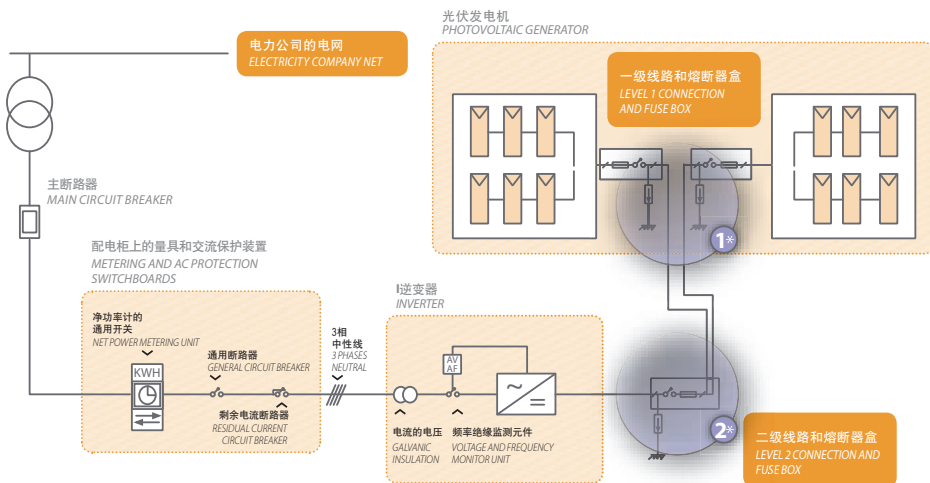 光伏发电机
PHOTOVOLTAIC GENERATOR
电力公司的电网
ELECTRICITY COMPANY NET
一级线路和熔断器盒
LEVEL 1 CONNECTION
AND FUSE BOX
主断路器
MAIN CIRCUIT BREAKER
1*
配电柜上的量具和交流保护装置
METERING AND AC PROTECTION
SWITCHBOARDS
I逆变器
INVERTER
净功率计的
通用开关
NET POWER METERING UNIT
KWH
通用断路器
GENERAL CIRCUIT BREAKER
剩余电流断路器
RESIDUAL CURRENT
CIRCUIT BREAKER
3相
中性线
3 PHASES
NEUTRAL
AV
AF
电流的电压
GALVANIC
INSULATION
频率绝缘监测元件
VOLTAGE AND FREQUENCY
MONITOR UNIT
2*
二级线路和熔断器盒
LEVEL 2 CONNECTION AND
FUSE BOX